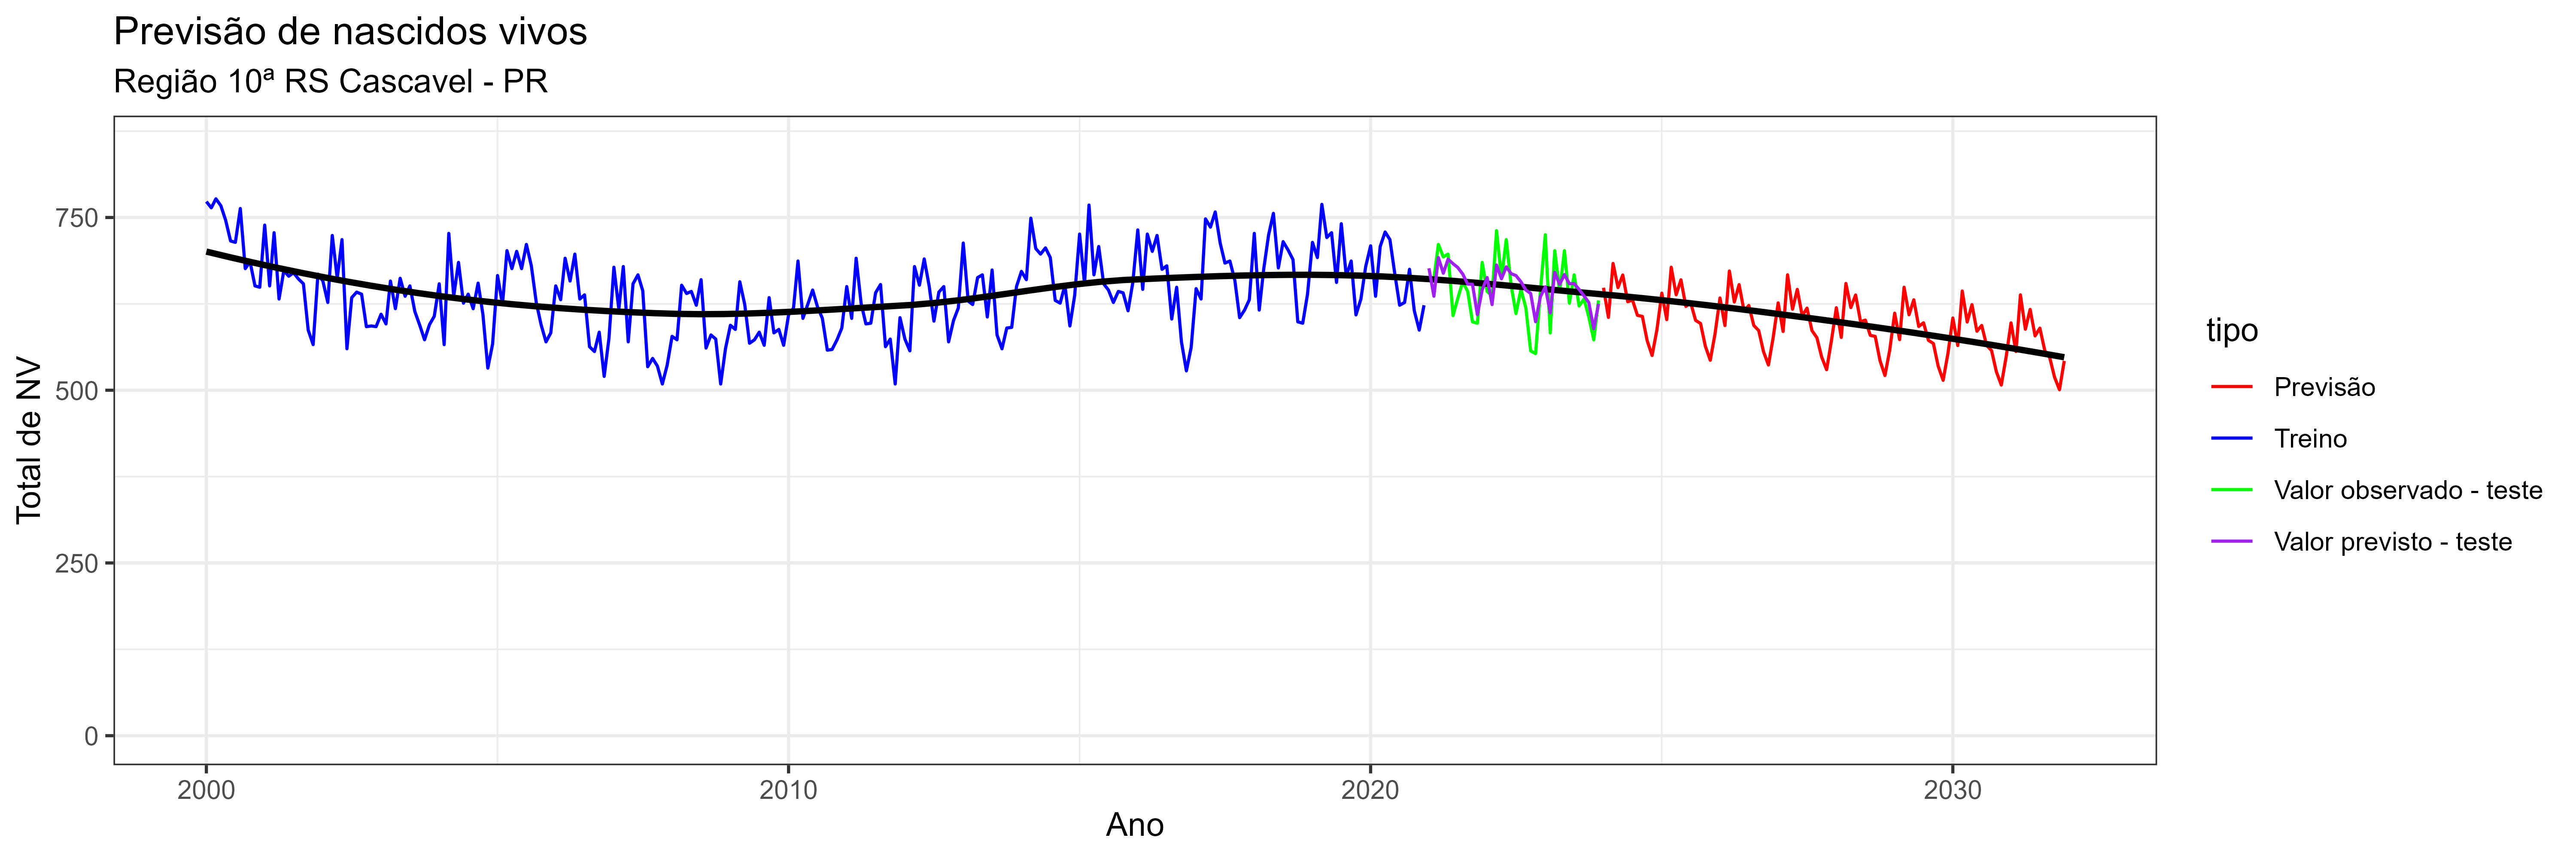 Previsão de nascidos vivos
Região 10ª RS Cascavel - PR
Total de NV
750
500
250
0
2000
2010
2020
2030
Ano
tipo
Previsão
Treino
Valor observado - teste
Valor previsto - teste